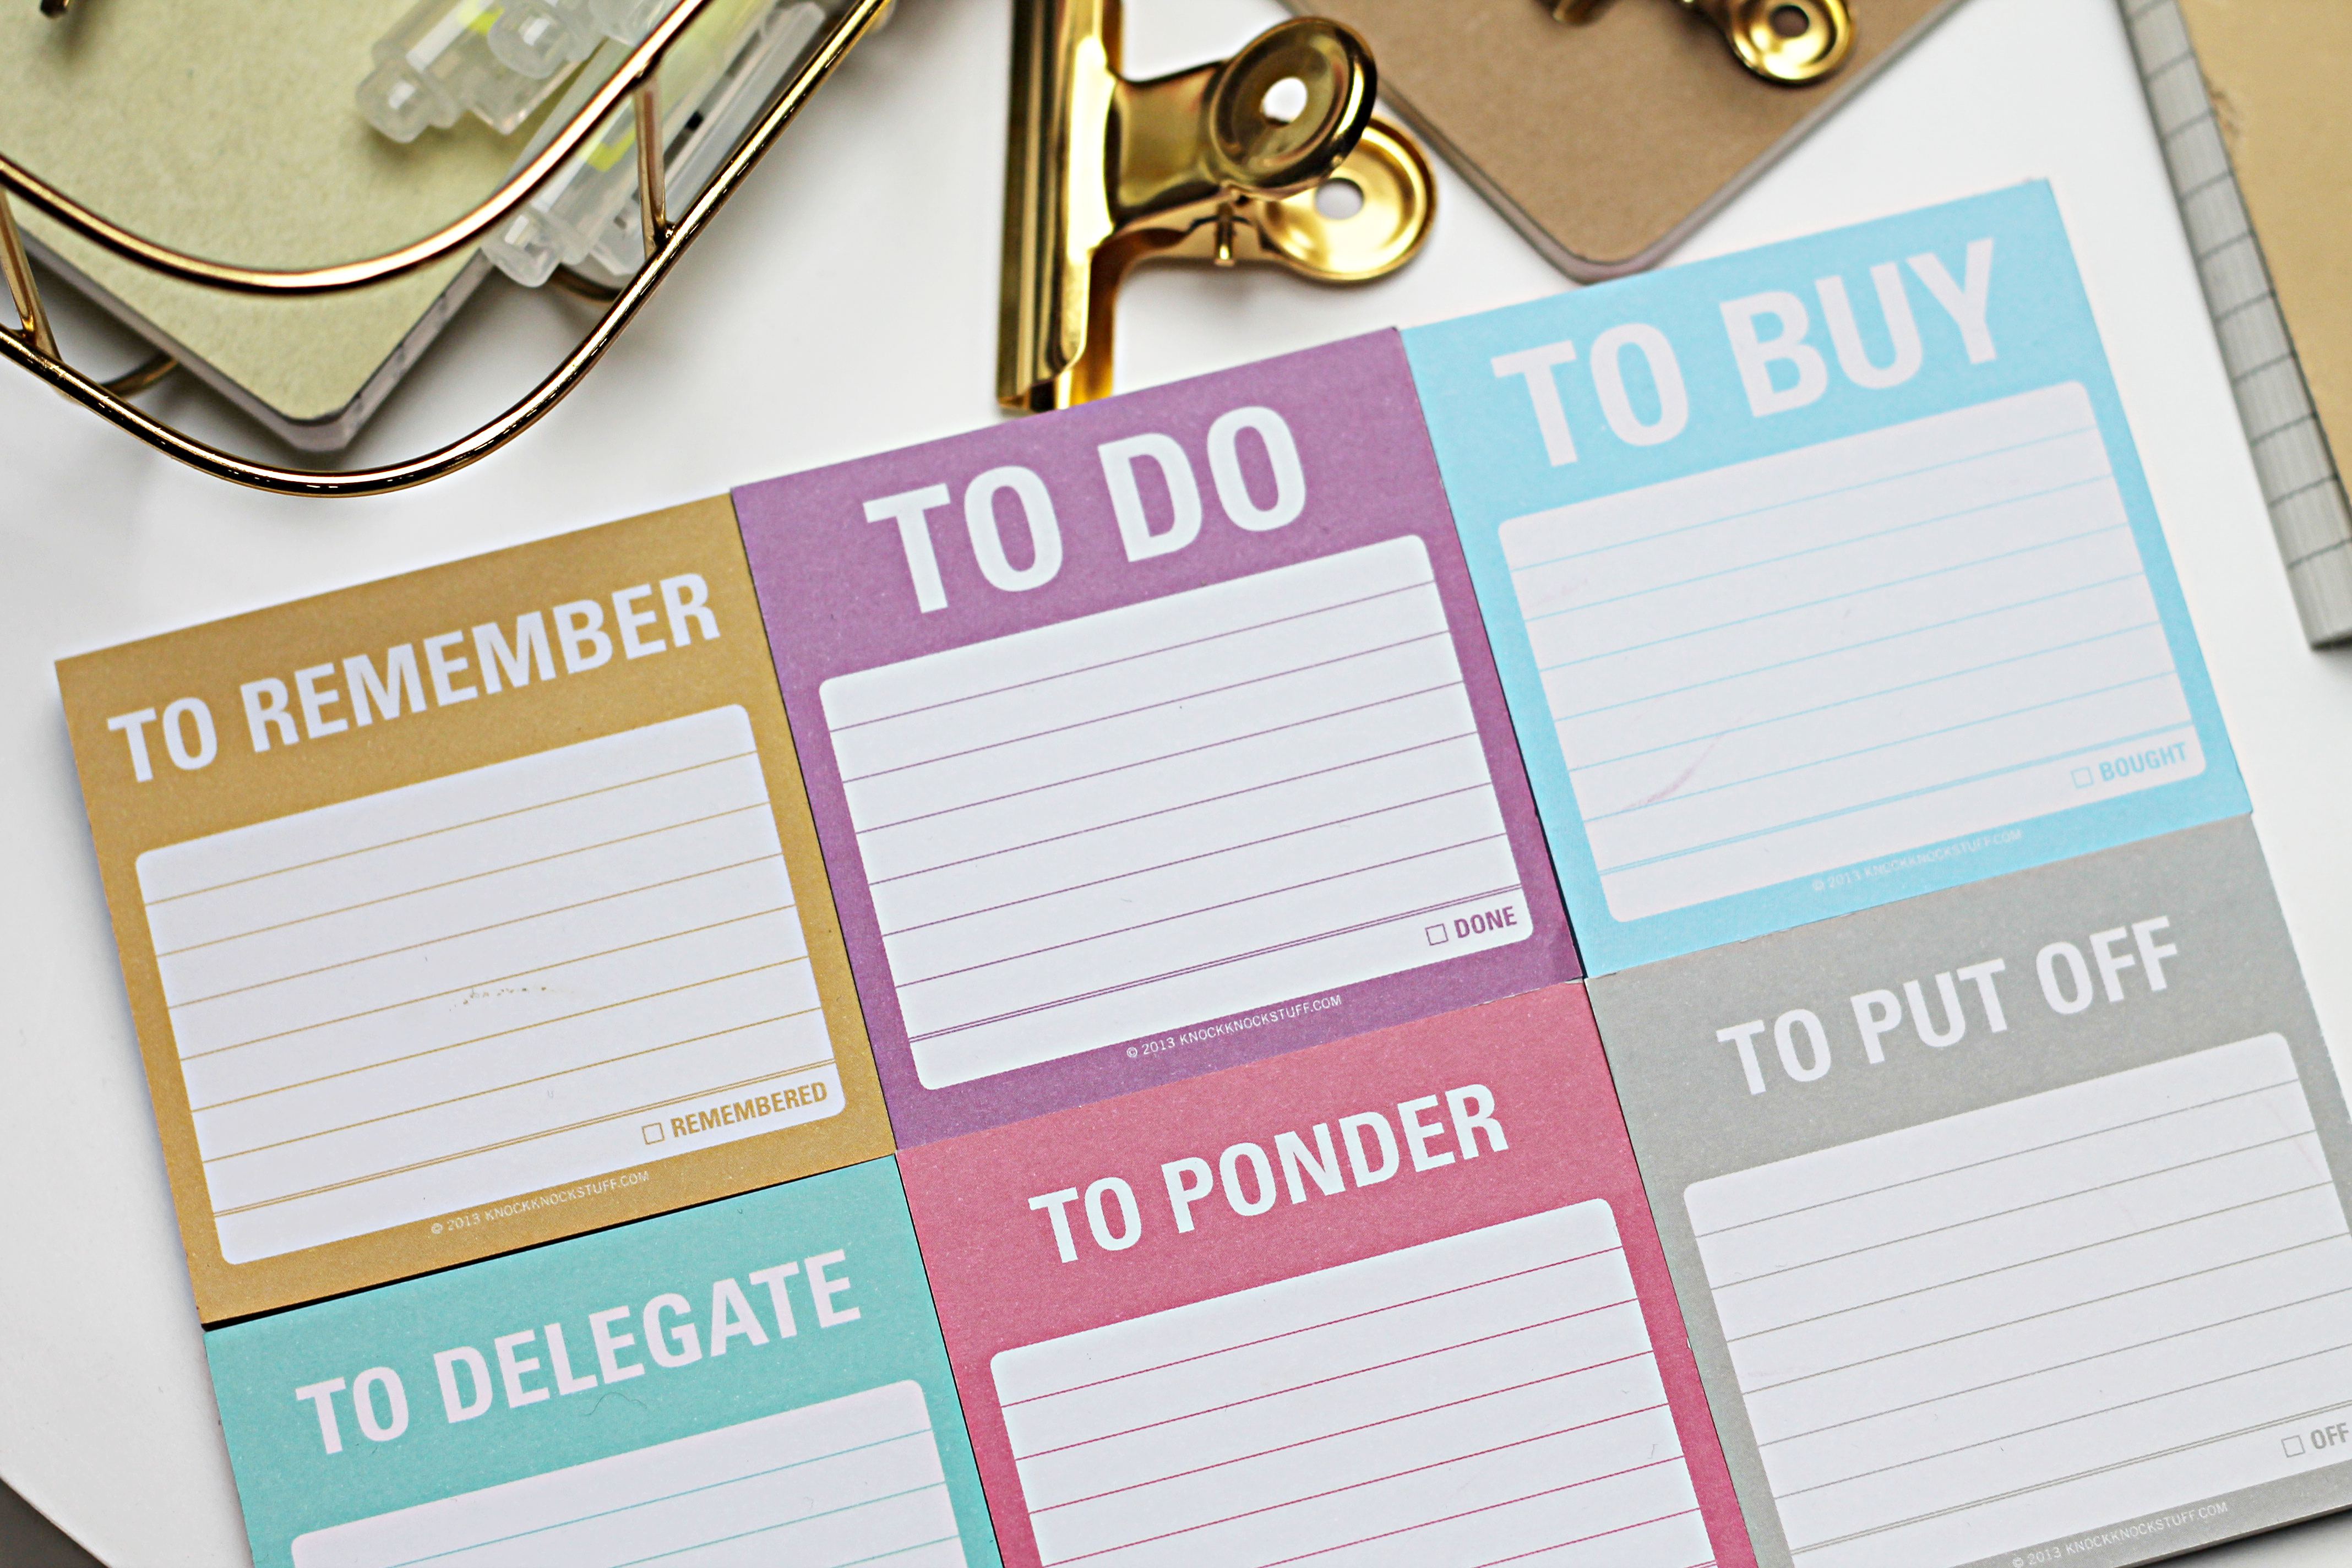 TO REMEMBER
REMEMBERED
© 2013 KNOCKKNOCKSTUFF.COM
TO DO
DONE
© 2013 KNOCKKNOCKSTUFF.COM
TO BUY
BOUGHT
© 2013 KNOCKKNOCKSTUFF.COM
TO DELEGATE
TO PONDER
TO PUT OFF
OFF
© 2013 KNOCKKNOCKSTUFF.COM